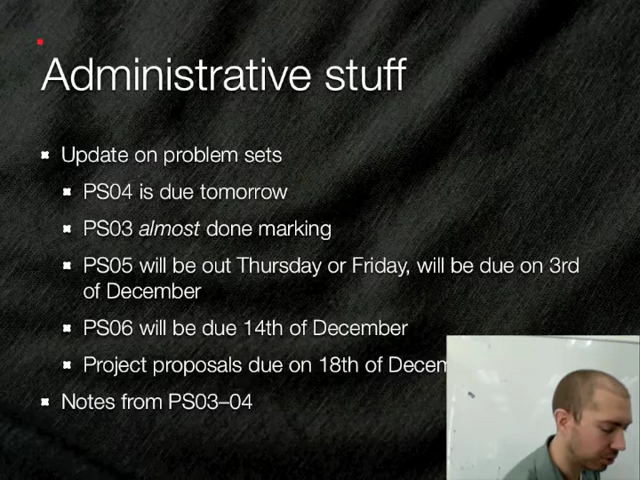 Administrative stuff
Update on problem sets
PS04 is due tomorrow
PS03 almost done marking
PS05 will be out Thursday or Friday, will be due on 3rd
of December
PS06 will be due 14th of December
Project proposals due on 18th of Decem
Notes from PS03–04